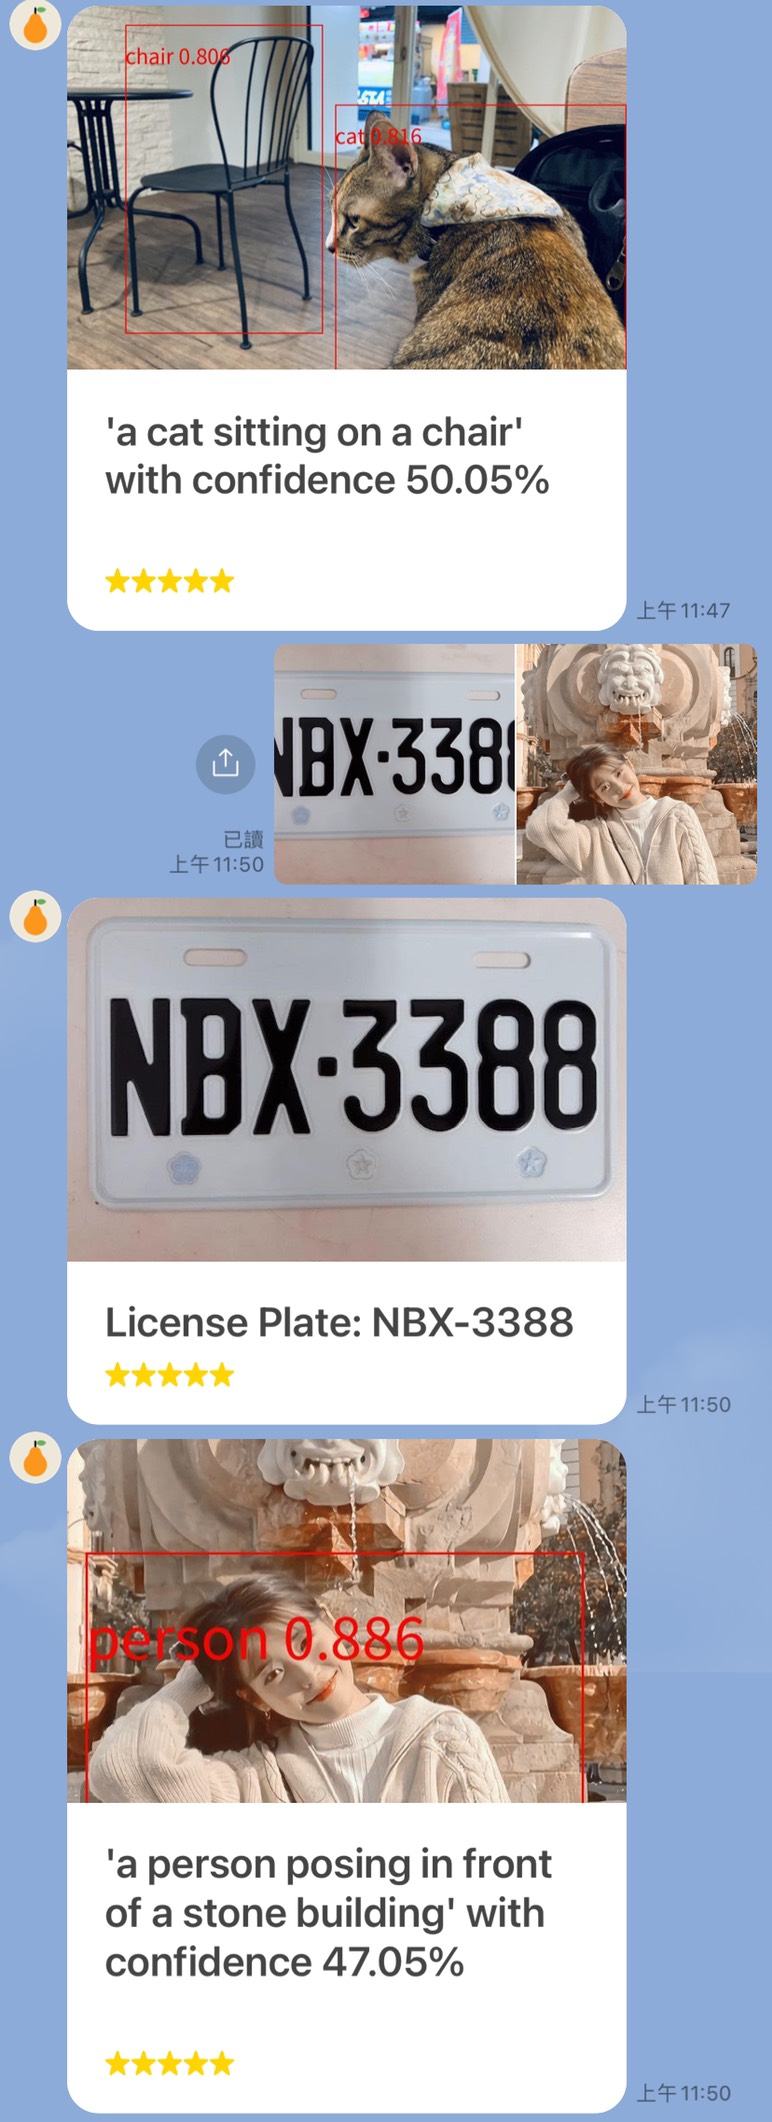 chair 0.806
cat 0.816
'a cat sitting on a chair'
with confidence 50.05%
上午 11:47
NBX·338
已讀
上午 11:50
NBX·3388
License Plate: NBX-3388
上午 11:50
person 0.886
'a person posing in front
of a stone building' with
confidence 47.05%
上午 11:50